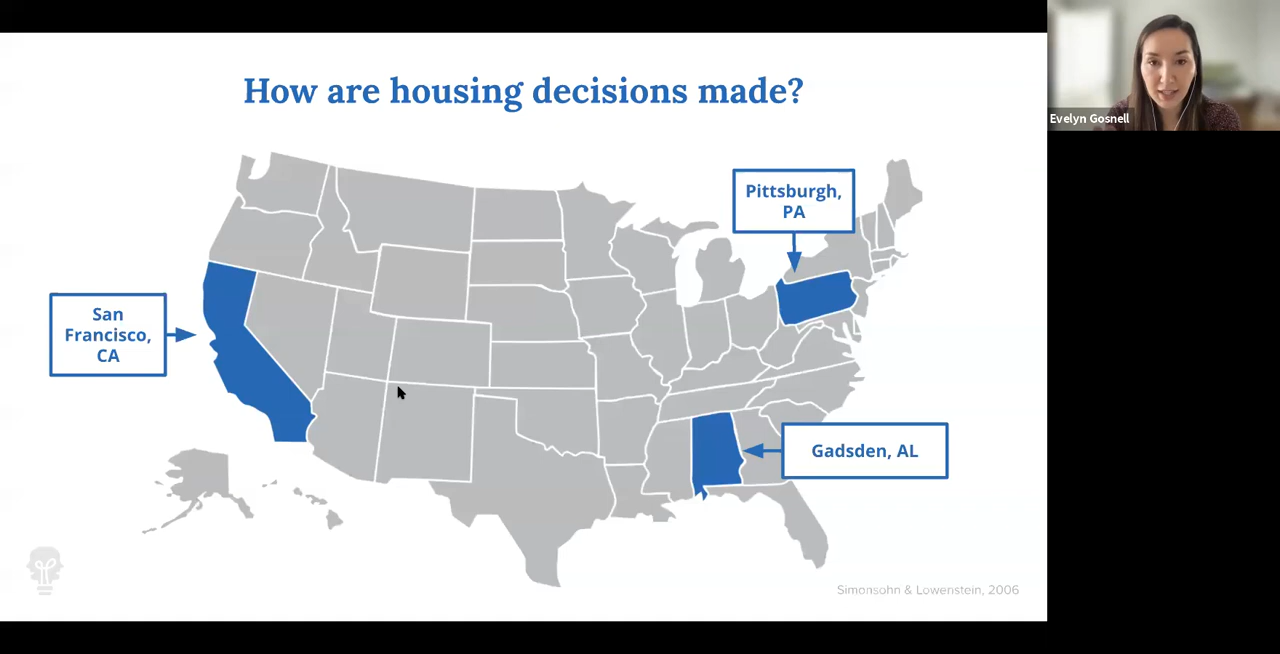 How are housing decisions made?
Evelyn Gosnell
Pittsburgh,
PA
San
Francisco,
CA
Gadsden, AL
Simonsohn & Lowenstein, 2006